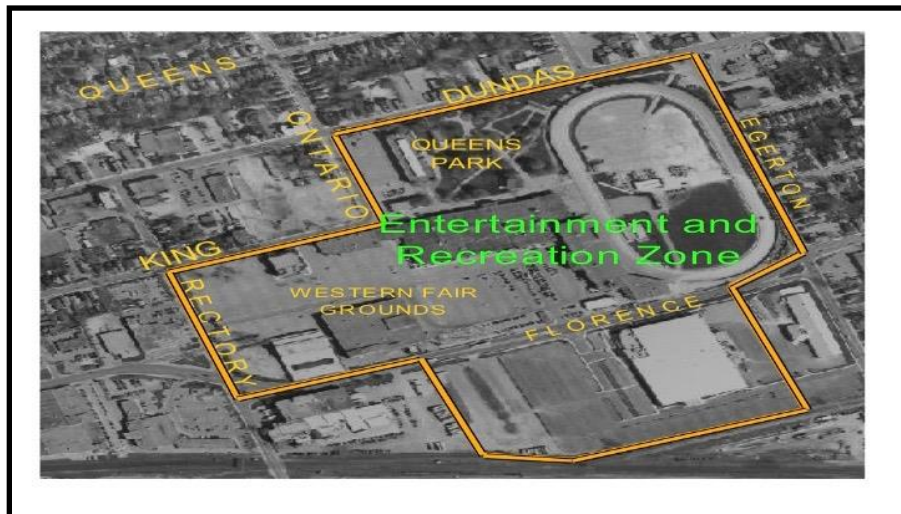 QUEENS
DUNDAS
ONTARIO
QUEENS
PARK
EGERTON
Entertainment and
Recreation Zone
KING
RECTORY
WESTERN FAIR
GROUNDS
FLORENCE